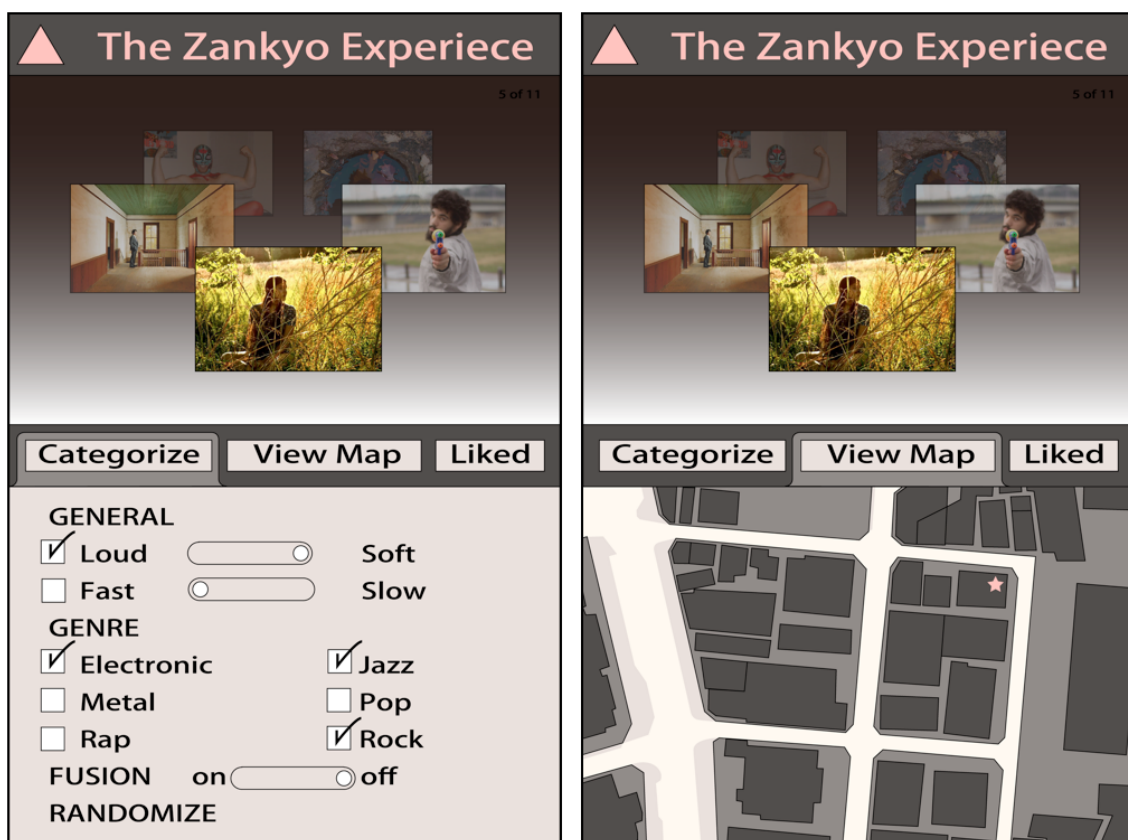 The Zankyo Experiece
5 of 11
Categorize View Map Liked
GENERAL
Loud Soft
Fast Slow
GENRE
Electronic Jazz
Metal Pop
Rap Rock
FUSION on off
RANDOMIZE
The Zankyo Experiece
5 of 11
Categorize View Map Liked